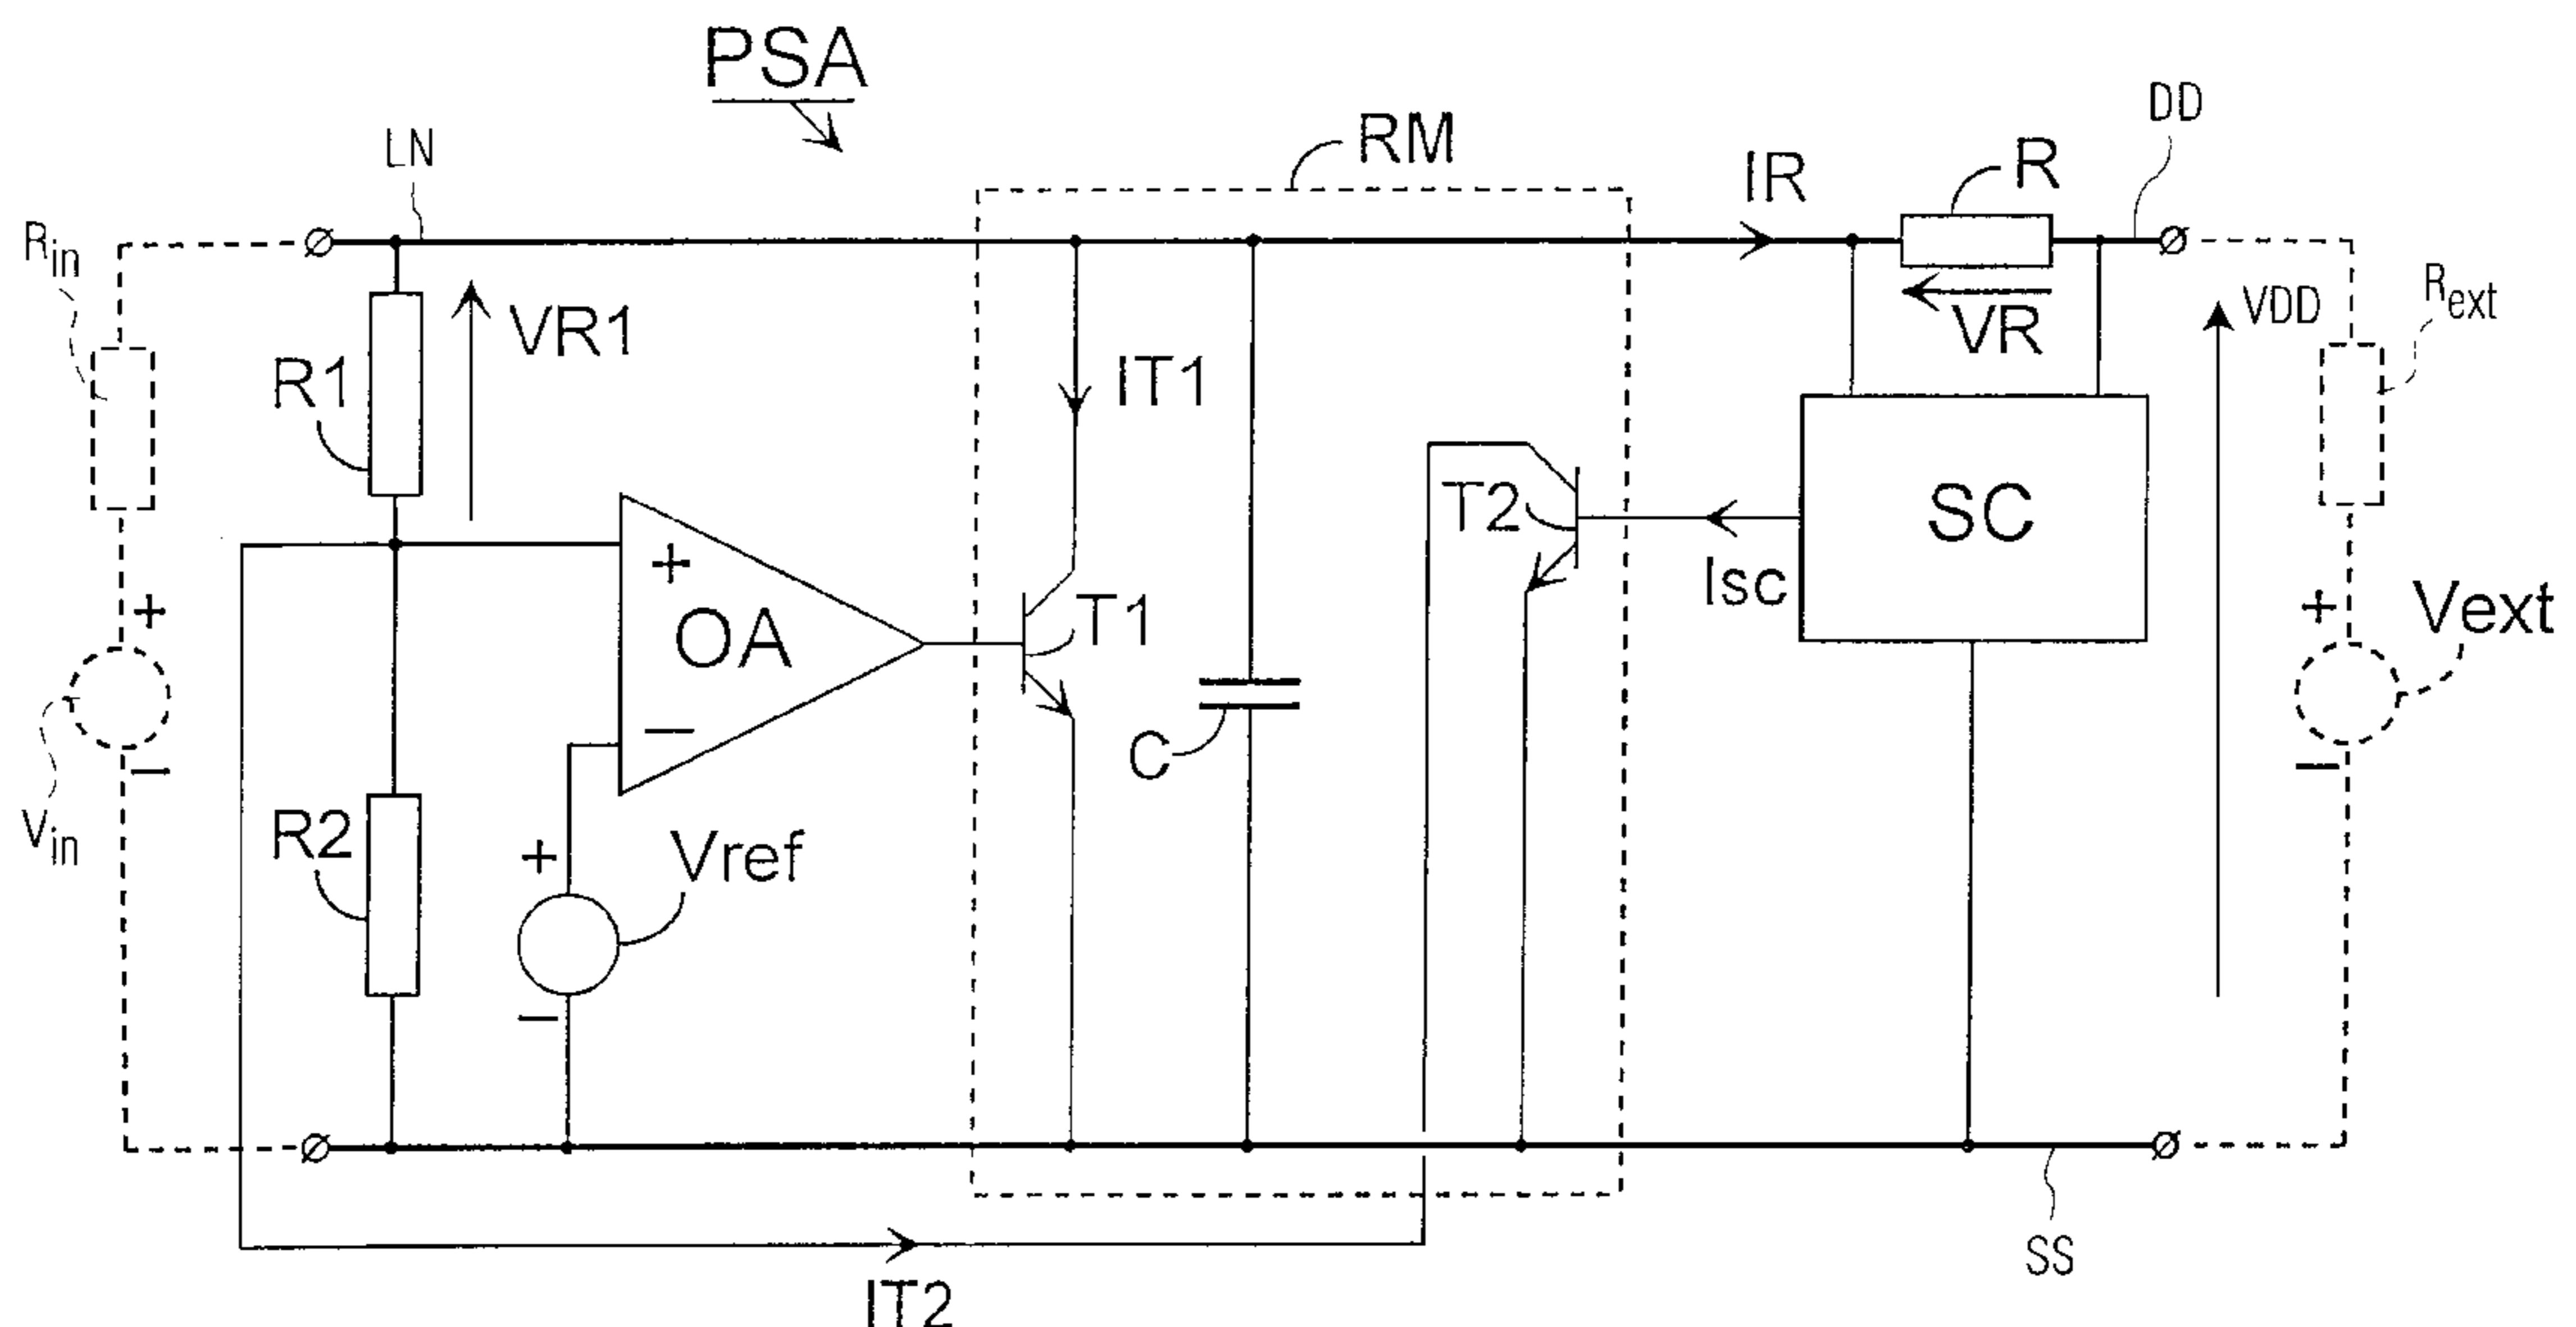 PSA
LN
RM
IR
R
DD
Rin
VR1
VR
VDD
Rext
R1
IT1
T2
SC
Isc
+
OA
T1
+
+
Vext
−
C
−
−
Vin
R2
+
Vref
−
SS
IT2